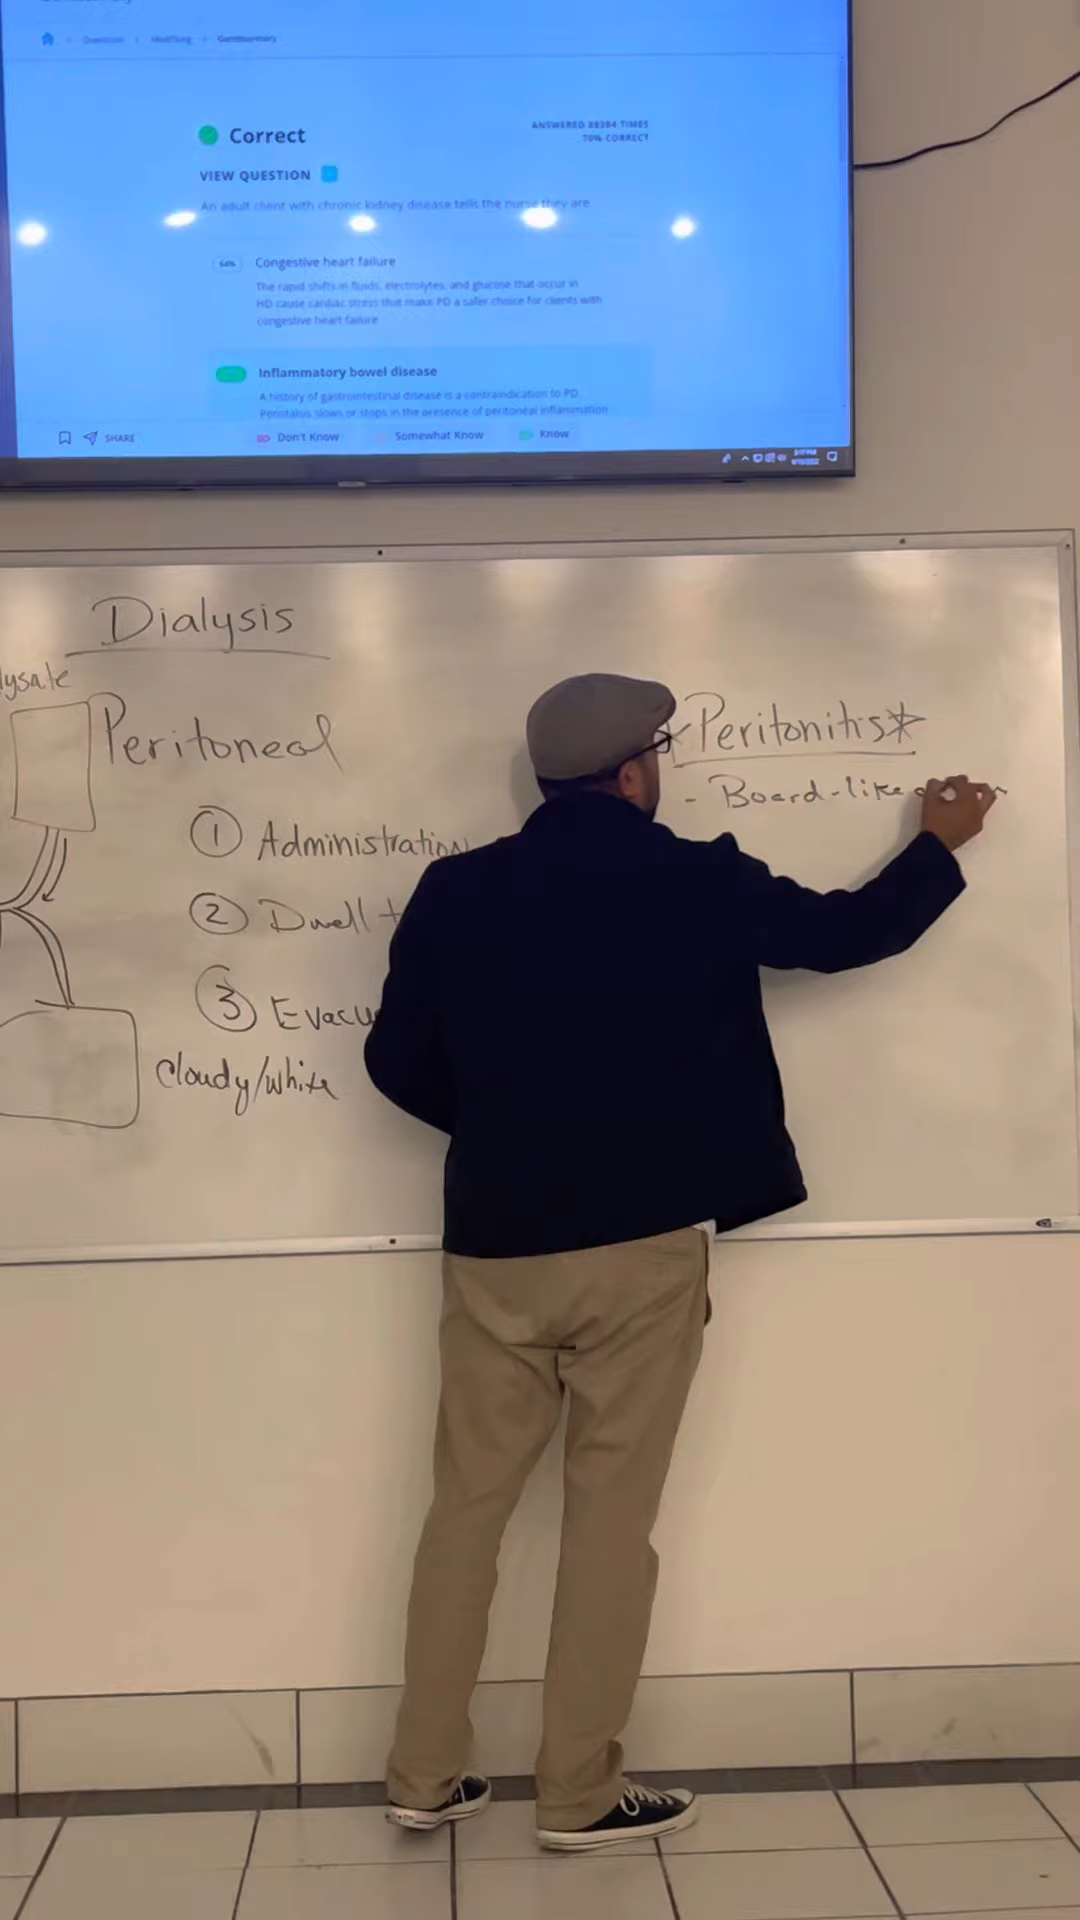 Correct
ANSWERED 88384 TIMES
70% CORRECT
VIEW QUESTION
An adult client with chronic kidney disease tells the nurse they are
Congestive heart failure
The rapid shifts in fluids, electrolytes, and glucose that occur in
HD cause cardiac stress that make PD a safer choice for clients with
congestive heart failure
Inflammatory bowel disease
A history of gastrointestinal disease is a contraindication to PD.
Peristalsis slows or stops in the presence of peritoneal inflammation
SHARE
Don't Know
Somewhat Know
Know
Dialysis
lysate
Peritoneal
1 Administration
2 Dwell t
3 Evacu
Cloudy/white
*Peritonitis*
- Board-like